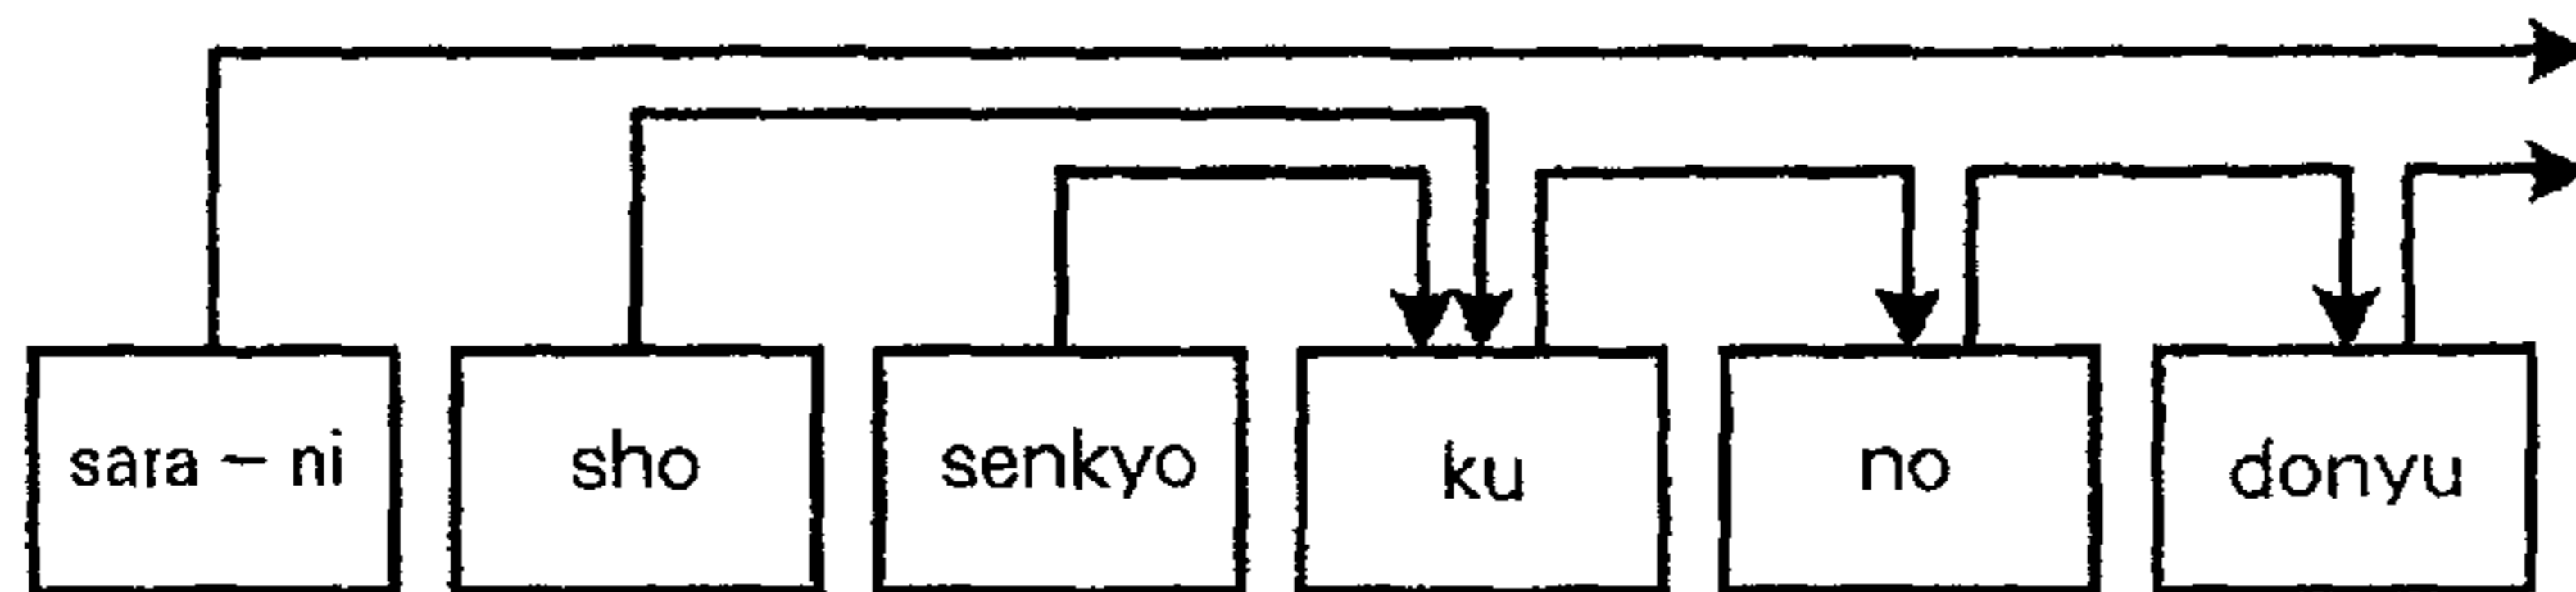 sara – ni sho senkyo ku no donyu